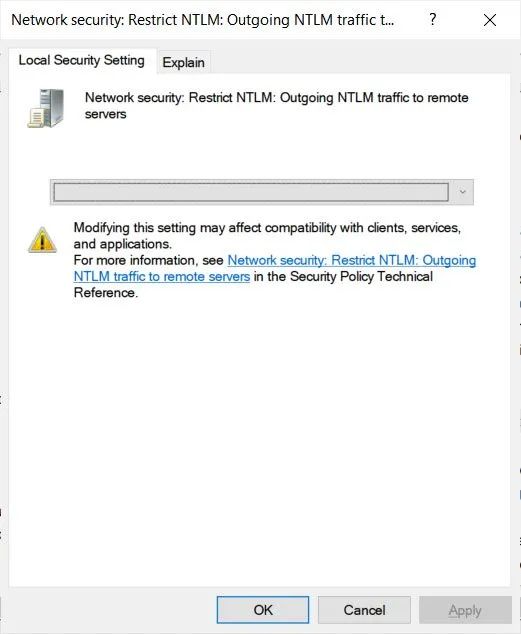 Network security: Restrict NTLM: Outgoing NTLM traffic t... ?
Local Security Setting Explain
Network security: Restrict NTLM: Outgoing NTLM traffic to remote
servers
Modifying this setting may affect compatibility with clients, services,
and applications.
For more information, see Network security: Restrict NTLM: Outgoing
NTLM traffic to remote servers in the Security Policy Technical
Reference.
OK Cancel Apply